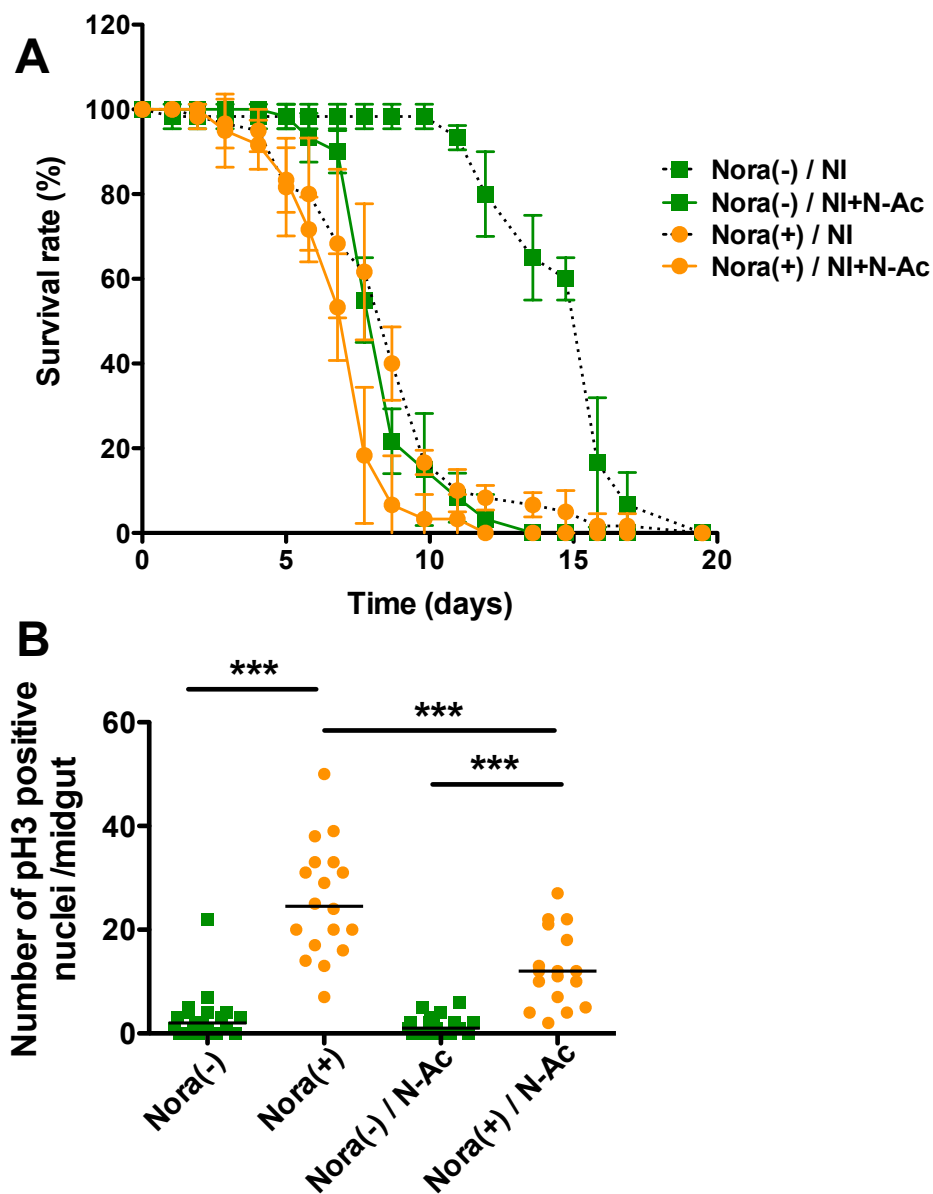 A
120
100
80
60
40
20
0
Survival rate (%)
0 5 10 15 20
Time (days)
Nora(-) / NI
Nora(-) / NI+N-Ac
Nora(+) / NI
Nora(+) / NI+N-Ac
B
***
***
***
60
40
20
0
Number of pH3 positive
nuclei /midgut
Nora(-)
Nora(+)
Nora(-) / N-Ac
Nora(+) / N-Ac